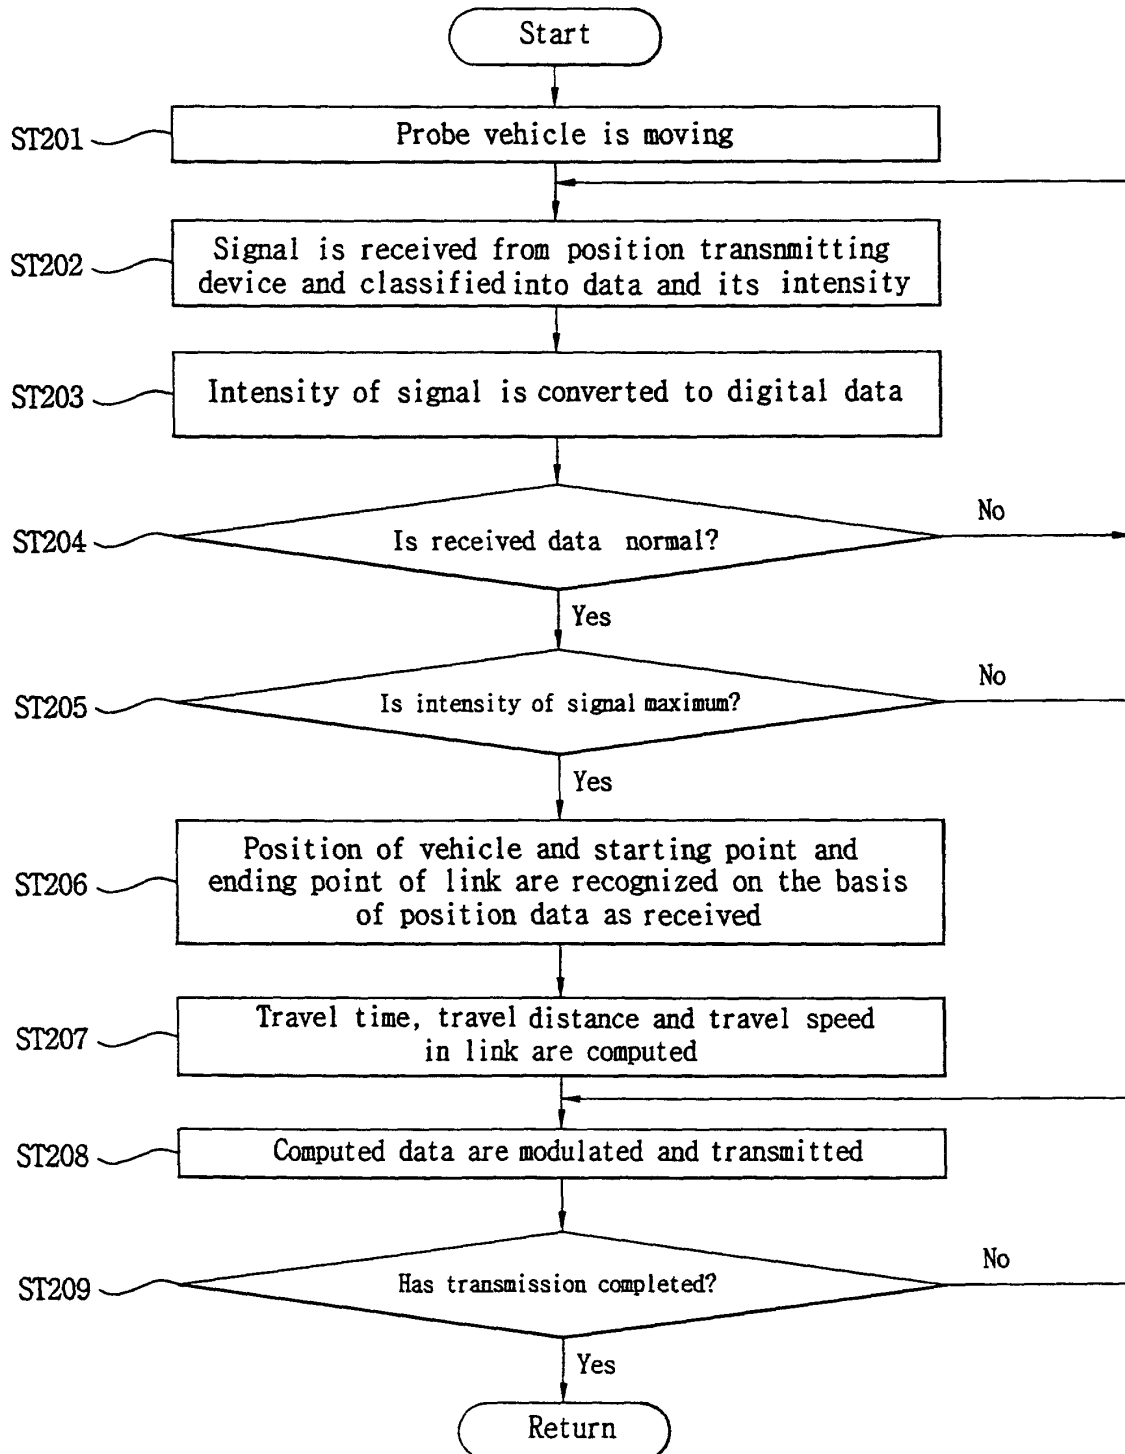 Start
ST201
Probe vehicle is moving
ST202
Signal is received from position transnmitting
device and classified into data and its intensity
ST203
Intensity of signal is converted to digital data
ST204
Is received data normal?
No
Yes
ST205
Is intensity of signal maximum?
No
Yes
ST206
Position of vehicle and starting point and
ending point of link are recognized on the basis
of position data as received
ST207
Travel time, travel distance and travel speed
in link are computed
ST208
Computed data are modulated and transmitted
ST209
Has transmission completed?
No
Yes
Return